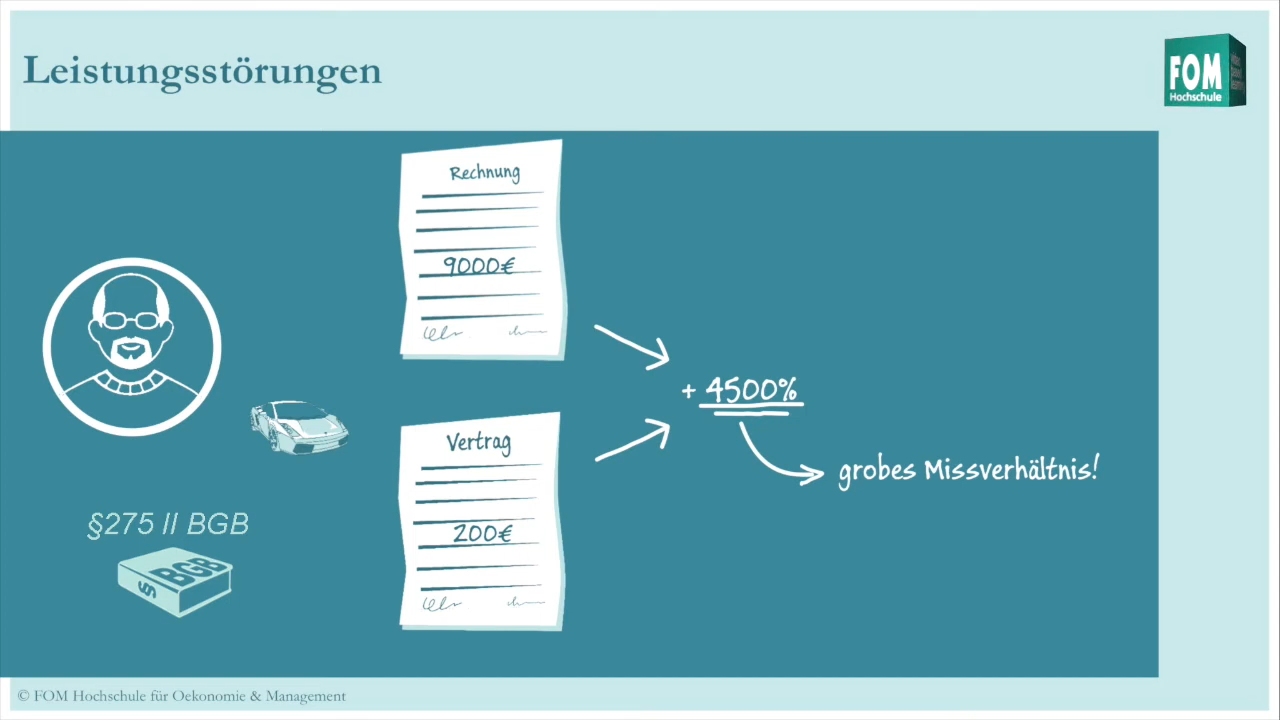 Leistungsstörungen
FOM
Hochschule
Rechnung
9000€
+ 4500%
grobes Missverhältnis!
Vertrag
200€
§275 II BGB
§ BGB
© FOM Hochschule für Oekonomie & Management